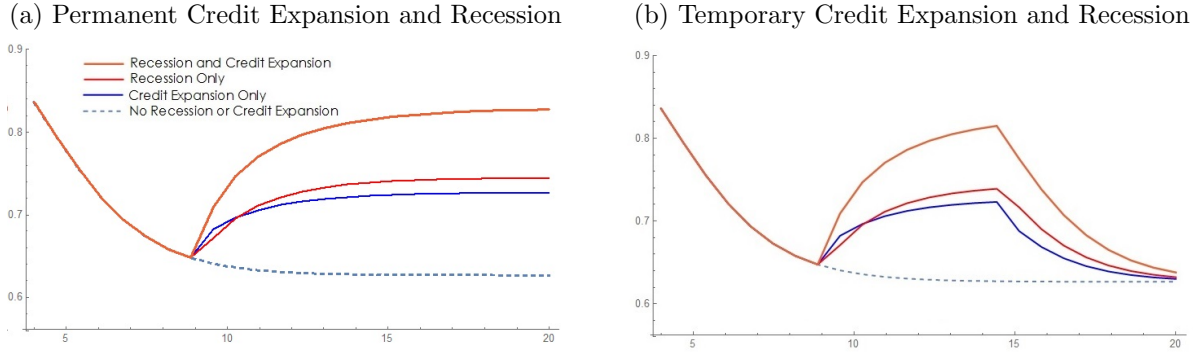 (a) Permanent Credit Expansion and Recession
0.9
Recession and Credit Expansion
Recession Only
Credit Expansion Only
No Recession or Credit Expansion
0.8
0.7
0.6
5
10
15
20
(b) Temporary Credit Expansion and Recession
0.9
0.8
0.7
0.6
5
10
15
20